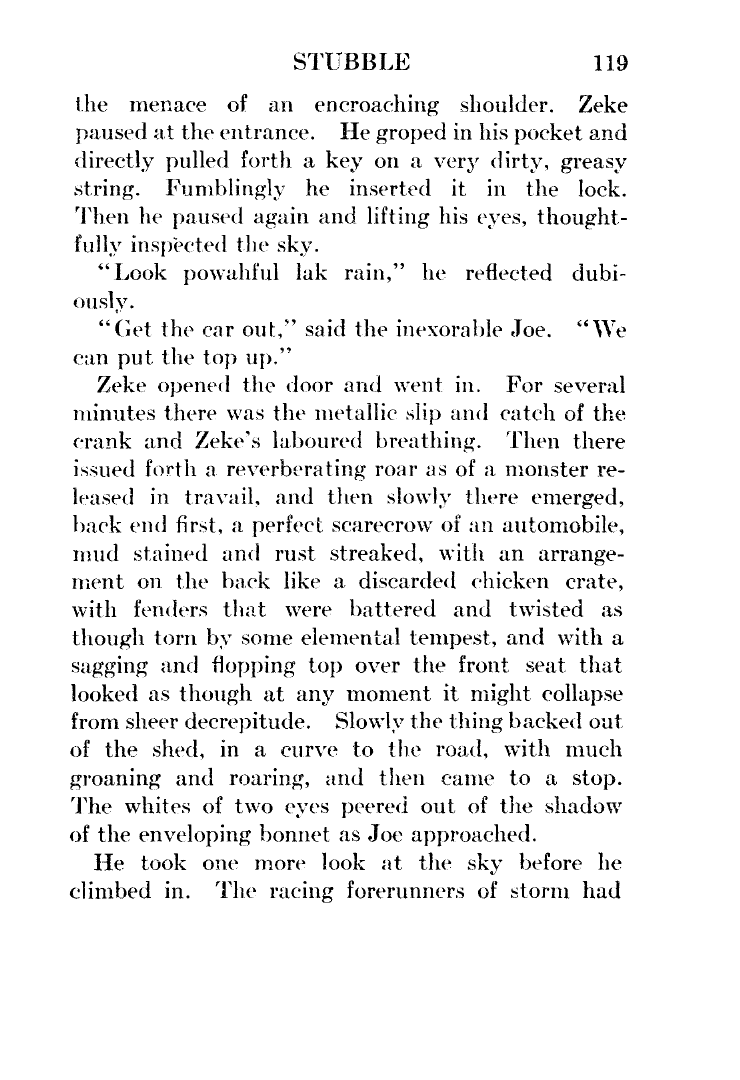 STUBBLE 119
the menace of an encroaching shoulder. Zeke
paused at the entrance. He groped in his pocket and
directly pulled forth a key on a very dirty, greasy
string. Fumblingly he inserted it in the lock.
Then he paused again and lifting his eyes, thought-
fully inspected the sky.
“Look powahful lak rain,” he reflected dubi-
ously.
“Get the car out,” said the inexorable Joe. “We
can put the top up.”
Zeke opened the door and went in. For several
minutes there was the metallic slip and catch of the
crank and Zeke's laboured breathing. Then there
issued forth a reverberating roar as of a monster re-
leased in travail, and then slowly there emerged,
back end first, a perfect scarecrow of an automobile,
mud stained and rust streaked, with an arrange-
ment on the back like a discarded chicken crate,
with fenders that were battered and twisted as
though torn by some elemental tempest, and with a
sagging and flopping top over the front seat that
looked as though at any moment it might collapse
from sheer decrepitude. Slowly the thing backed out
of the shed, in a curve to the road, with much
groaning and roaring, and then came to a stop.
The whites of two eyes peered out of the shadow
of the enveloping bonnet as Joe approached.
He took one more look at the sky before he
climbed in. The racing forerunners of storm had